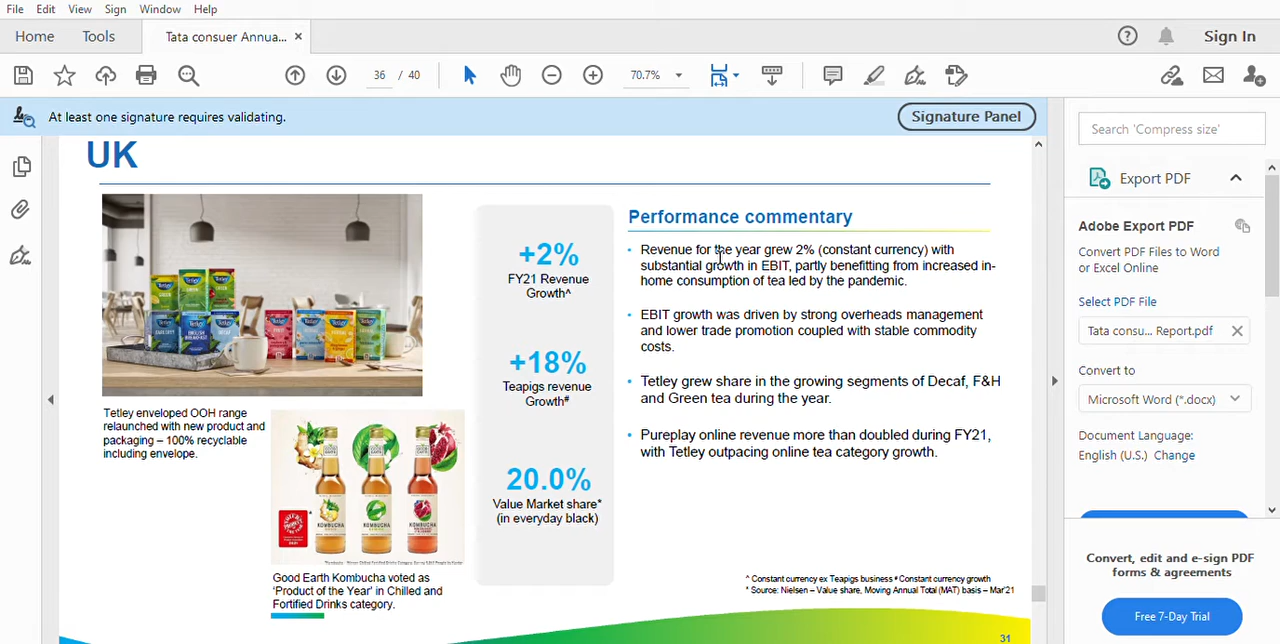 File Edit View Sign Window Help
Home Tools Tata consuer Annua... ×
Sign In
36 / 40
70.7%
At least one signature requires validating.
Signature Panel
UK
Tetley enveloped OOH range
relaunched with new product and
packaging – 100% recyclable
including envelope.
KOMBUCHA KOMBUCHA KOMBUCHA
Good Earth Kombucha voted as
'Product of the Year' in Chilled and
Fortified Drinks category.
+2%
FY21 Revenue
Growth^
+18%
Teapigs revenue
Growth#
20.0%
Value Market share*
(in everyday black)
Performance commentary
• Revenue for the year grew 2% (constant currency) with
substantial growth in EBIT, partly benefitting from increased in-
home consumption of tea led by the pandemic.
• EBIT growth was driven by strong overheads management
and lower trade promotion coupled with stable commodity
costs.
• Tetley grew share in the growing segments of Decaf, F&H
and Green tea during the year.
• Pureplay online revenue more than doubled during FY21,
with Tetley outpacing online tea category growth.
^ Constant currency ex Teapigs business # Constant currency growth
* Source: Nielsen – Value share, Moving Annual Total (MAT) basis – Mar'21
31
Search 'Compress size'
Export PDF
Adobe Export PDF
Convert PDF Files to Word
or Excel Online
Select PDF File
Tata consu... Report.pdf ×
Convert to
Microsoft Word (*.docx)
Document Language:
English (U.S.) Change
Convert, edit and e-sign PDF
forms & agreements
Free 7-Day Trial